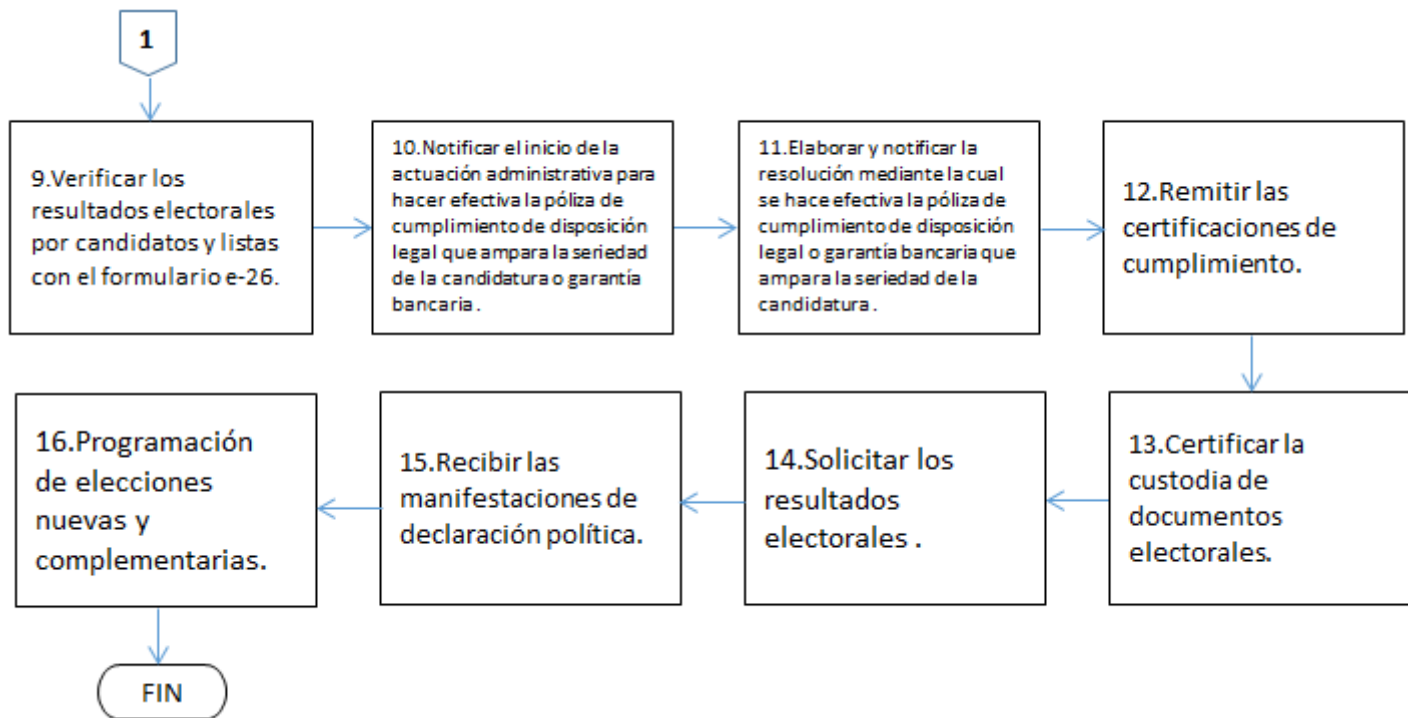 1
9.Verificar los
resultados electorales
por candidatos y listas
con el formulario e-26.
10.Notificar el inicio de la
actuación administrativa para
hacer efectiva la póliza de
cumplimiento de disposición
legal que ampara la seriedad
de la candidatura o garantía
bancaria .
11.Elaborar y notificar la
resolución mediante la cual
se hace efectiva la póliza de
cumplimiento de disposición
legal o garantía bancaria que
ampara la seriedad de la
candidatura .
12.Remitir las
certificaciones de
cumplimiento.
13.Certificar la
custodia de
documentos
electorales.
14.Solicitar los
resultados
electorales .
15.Recibir las
manifestaciones de
declaración política.
16.Programación
de elecciones
nuevas y
complementarias.
FIN